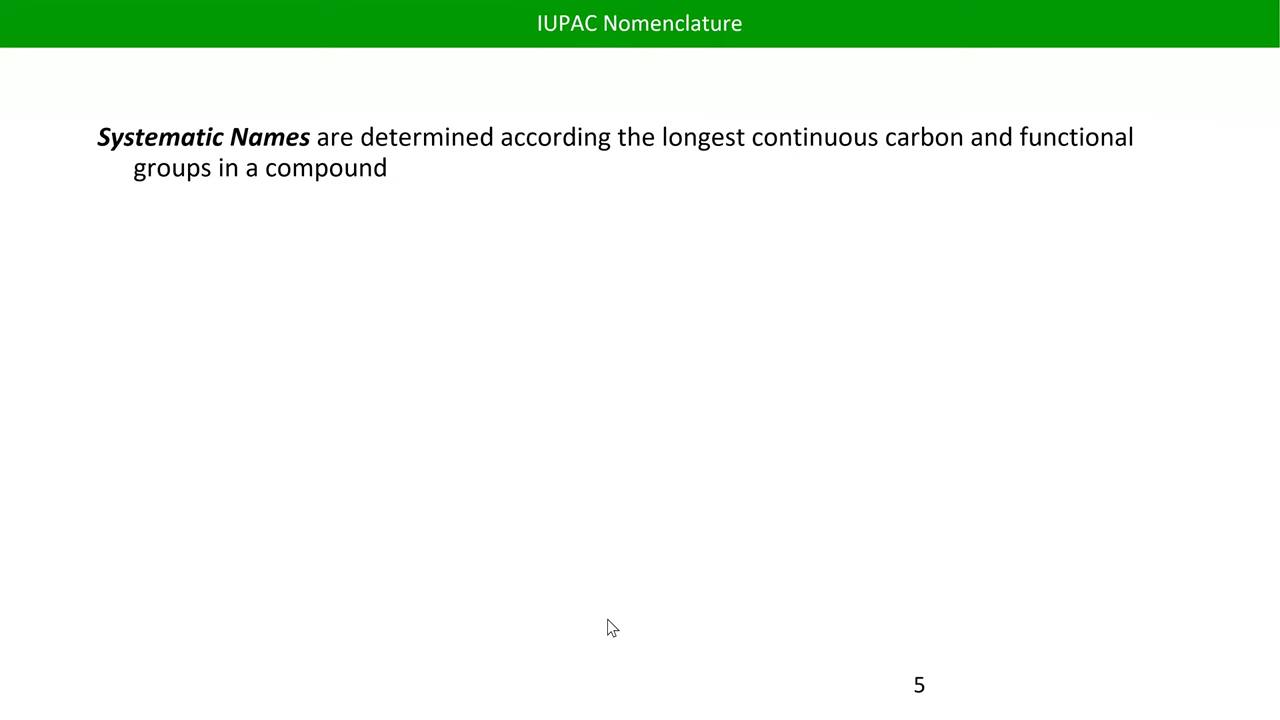 IUPAC Nomenclature
Systematic Names are determined according the longest continuous carbon and functional
groups in a compound
5